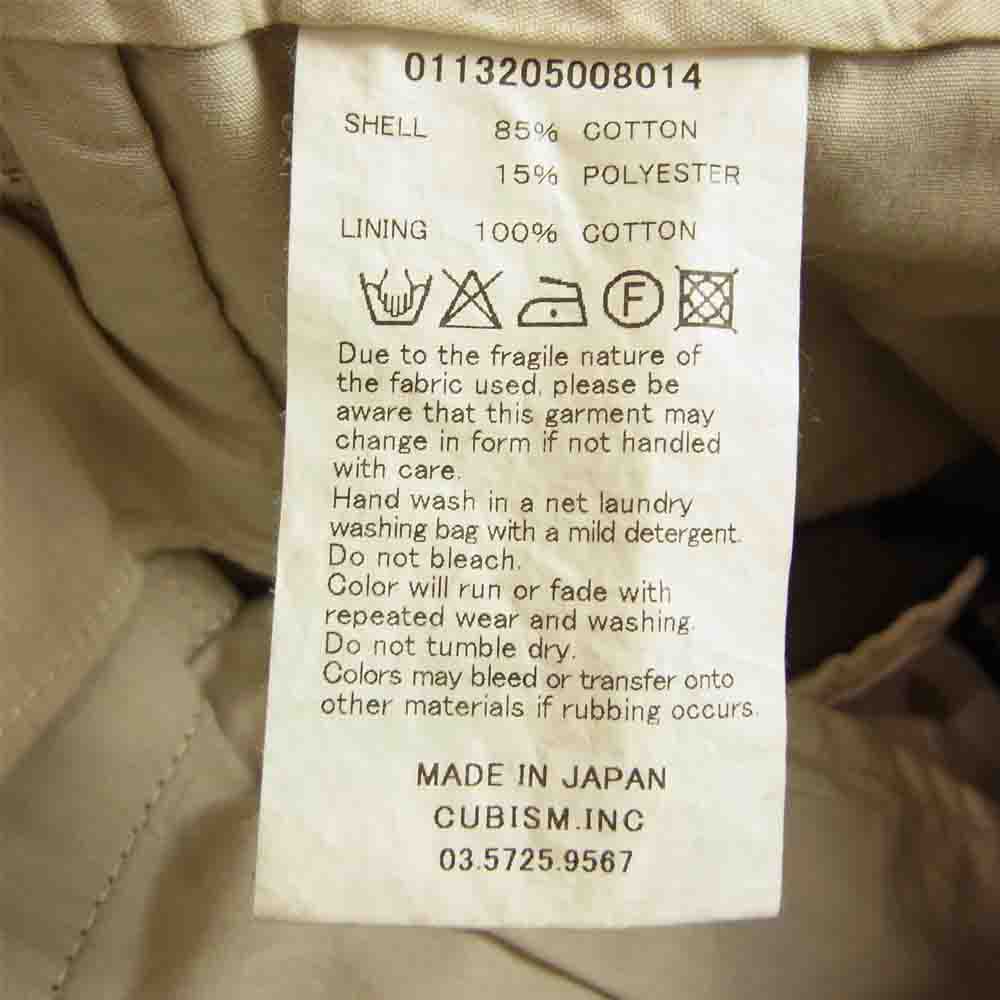 0113205008014
SHELL 85% COTTON
15% POLYESTER
LINING 100% COTTON
F
Due to the fragile nature of
the fabric used, please be
aware that this garment may
change in form if not handled
with care.
Hand wash in a net laundry
washing bag with a mild detergent.
Do not bleach.
Color will run or fade with
repeated wear and washing.
Do not tumble dry.
Colors may bleed or transfer onto
other materials if rubbing occurs.
MADE IN JAPAN
CUBISM.INC
03.5725.9567